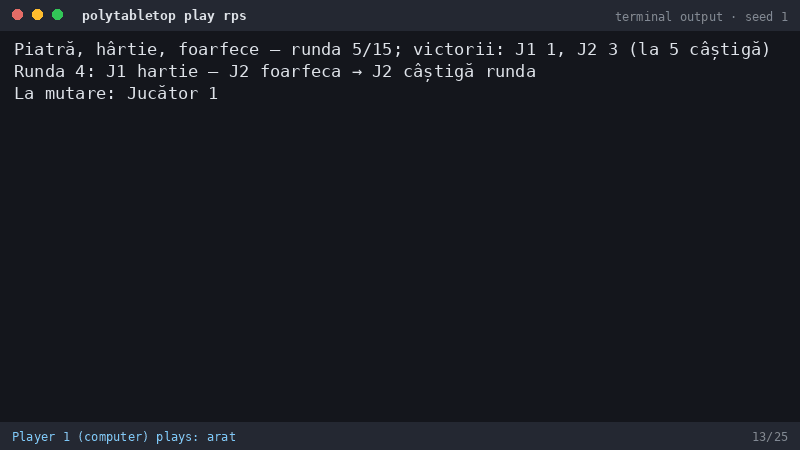 polytabletop play rps
terminal output · seed 1
Piatră, hârtie, foarfece — runda 5/15; victorii: J1 1, J2 3 (la 5 câștigă)
Runda 4: J1 hartie — J2 foarfeca → J2 câștigă runda
La mutare: Jucător 1
Player 1 (computer) plays: arat
13/25